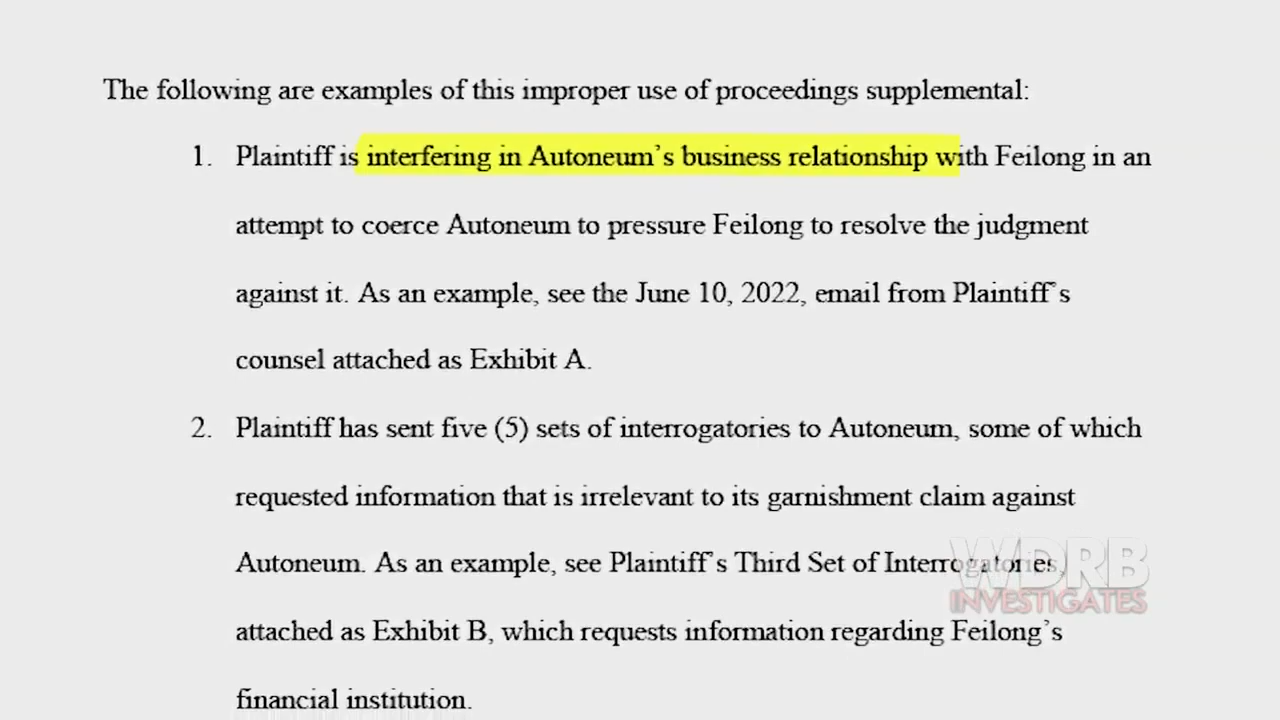 The following are examples of this improper use of proceedings supplemental:
1. Plaintiff is interfering in Autoneum's business relationship with Feilong in an
attempt to coerce Autoneum to pressure Feilong to resolve the judgment
against it. As an example, see the June 10, 2022, email from Plaintiff's
counsel attached as Exhibit A.
2. Plaintiff has sent five (5) sets of interrogatories to Autoneum, some of which
requested information that is irrelevant to its garnishment claim against
Autoneum. As an example, see Plaintiff's Third Set of Interrogatories,
attached as Exhibit B, which requests information regarding Feilong's
financial institution.
WDRB
INVESTIGATES